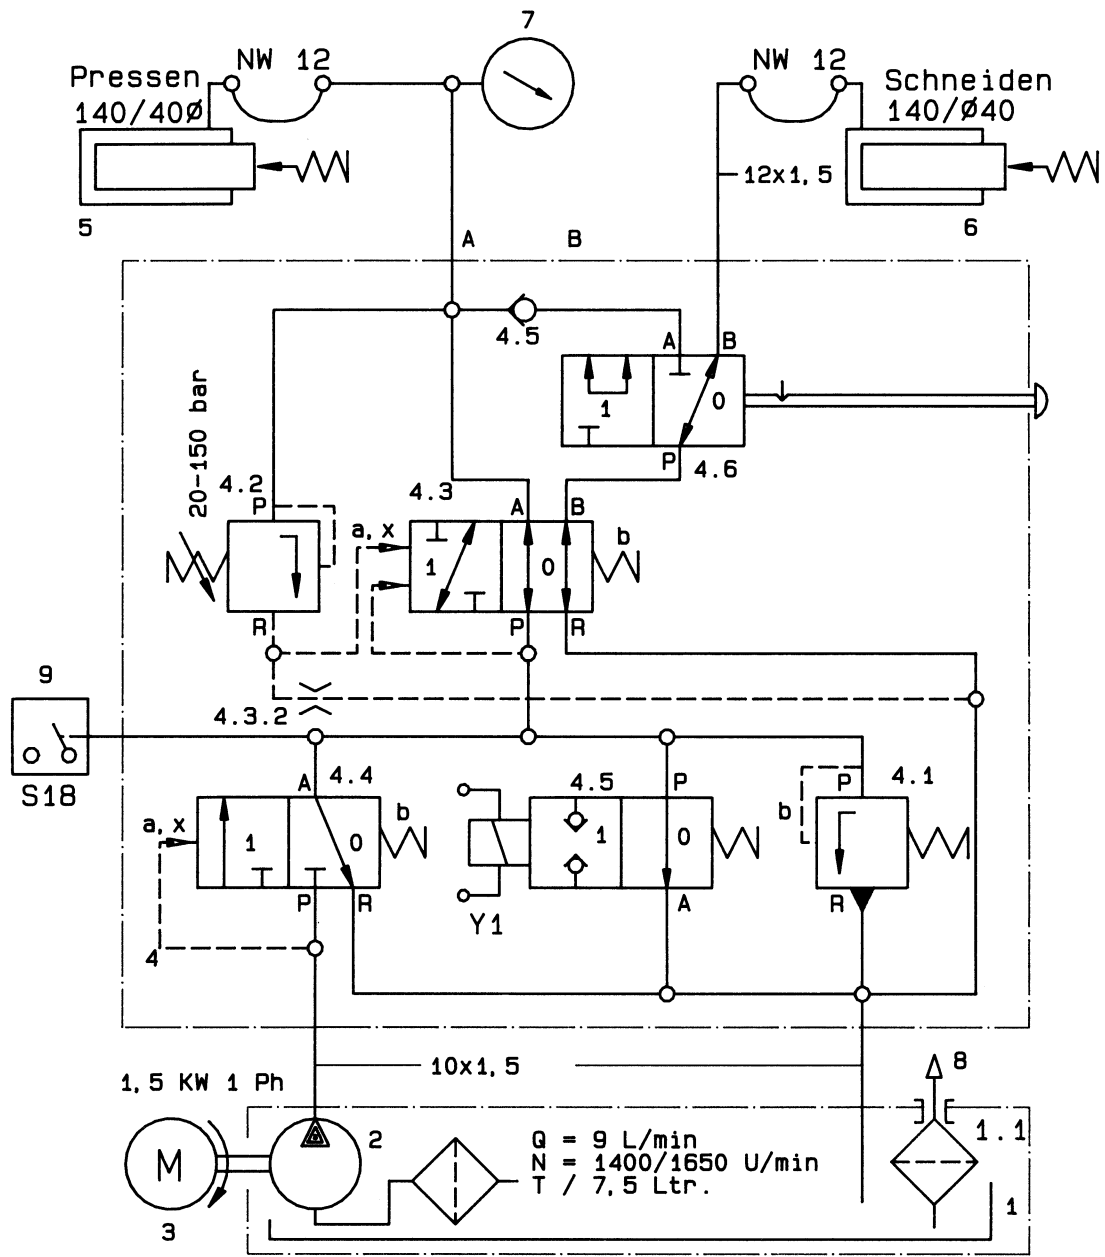 7
NW 12
NW 12
Pressen
140/40Ø
Schneiden
140/Ø40
12x1,5
5
6
A
B
4.5
A
B
1
0
P
4.6
20-150 bar
4.2
P
4.3
A
B
a,x
1
0
b
R
P
R
9
4.3.2
S18
A
4.4
4.5
P
P
4.1
b
b
a,x
1
0
1
0
P
R
Y1
A
R
4
10x1,5
8
1,5 KW 1 Ph
M
2
Q = 9 L/min
N = 1400/1650 U/min
T / 7,5 Ltr.
1.1
1
3